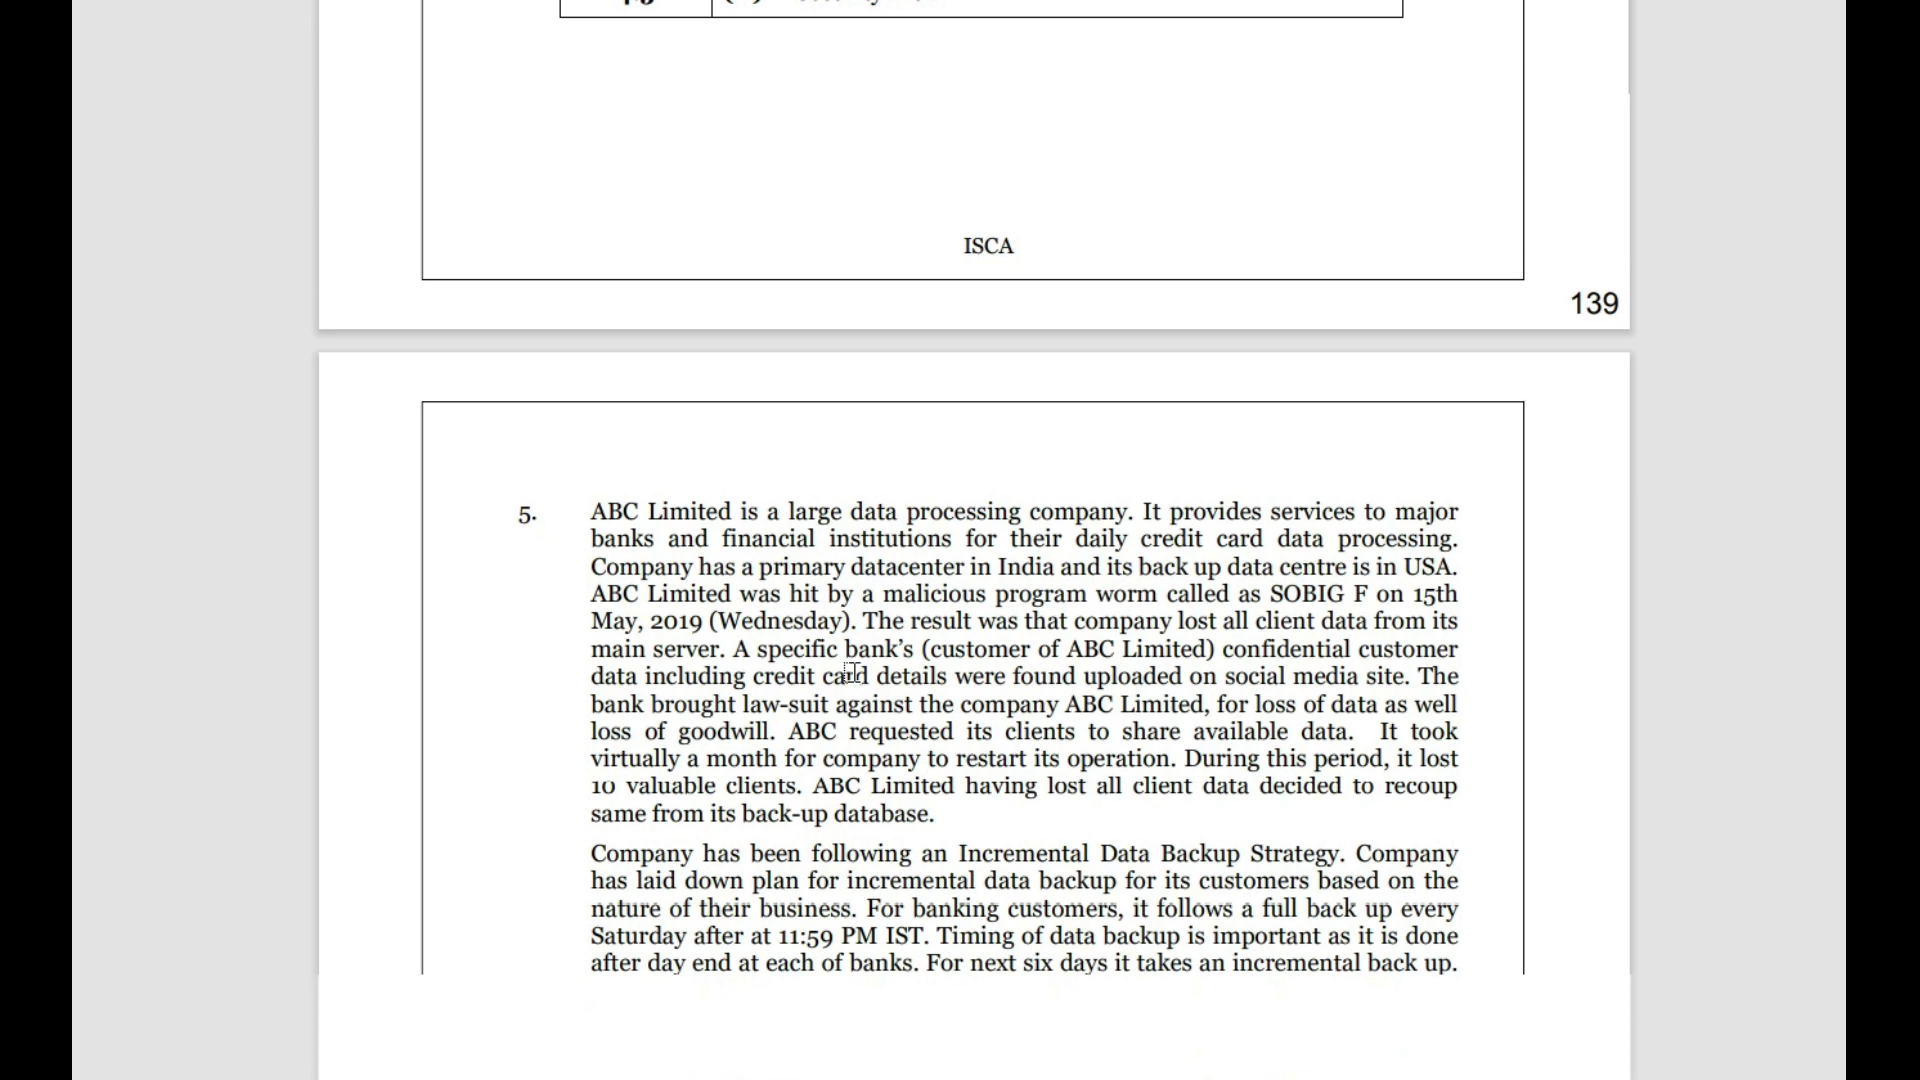 ISCA
139
5. ABC Limited is a large data processing company. It provides services to major
banks and financial institutions for their daily credit card data processing.
Company has a primary datacenter in India and its back up data centre is in USA.
ABC Limited was hit by a malicious program worm called as SOBIG F on 15th
May, 2019 (Wednesday). The result was that company lost all client data from its
main server. A specific bank’s (customer of ABC Limited) confidential customer
data including credit card details were found uploaded on social media site. The
bank brought law-suit against the company ABC Limited, for loss of data as well
loss of goodwill. ABC requested its clients to share available data. It took
virtually a month for company to restart its operation. During this period, it lost
10 valuable clients. ABC Limited having lost all client data decided to recoup
same from its back-up database.
Company has been following an Incremental Data Backup Strategy. Company
has laid down plan for incremental data backup for its customers based on the
nature of their business. For banking customers, it follows a full back up every
Saturday after at 11:59 PM IST. Timing of data backup is important as it is done
after day end at each of banks. For next six days it takes an incremental back up.